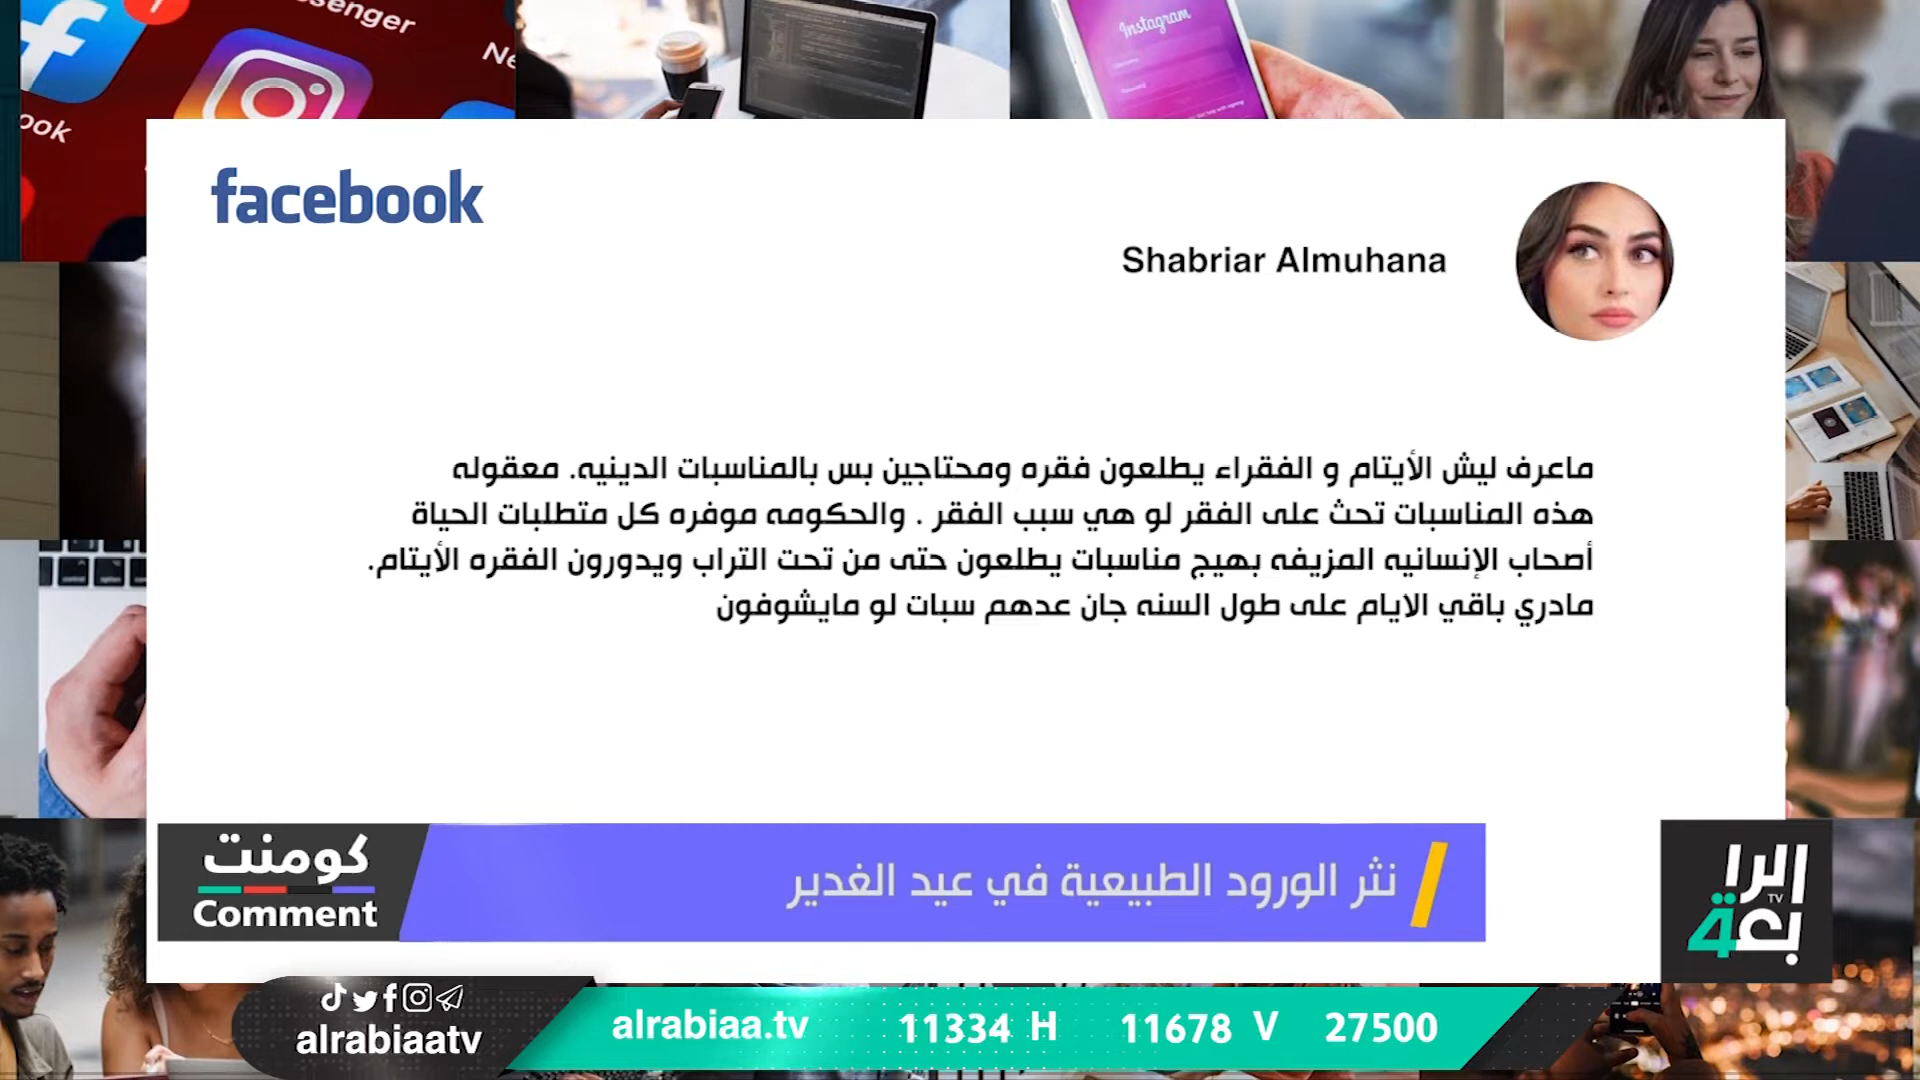 ssenger
Ne
ook
Instagram
facebook
Shabriar Almuhana
ماعرف ليش الأيتام و الفقراء يطلعون فقره ومحتاجين بس بالمناسبات الدينيه. معقوله
هذه المناسبات تحث على الفقر لو هي سبب الفقر . والحكومه موفره كل متطلبات الحياة
أصحاب الإنسانيه المزيفه بهيج مناسبات يطلعون حتى من تحت التراب ويدورون الفقره الأيتام.
مادري باقي الايام على طول السنه جان عدهم سبات لو مايشوفون
نثر الورود الطبيعية في عيد الغدير
كومنت
Comment
الرابعة
TV
alrabiaatv
alrabiaa.tv 11334 H 11678 V 27500